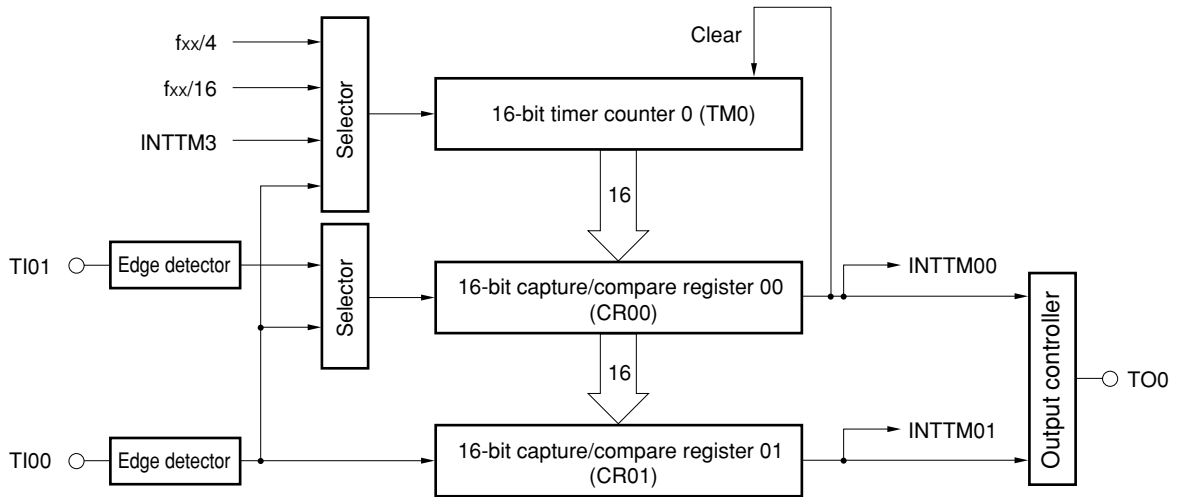 Clear
fxx/4
fxx/16
INTTM3
Selector
16-bit timer counter 0 (TM0)
16
TI01
Edge detector
Selector
16-bit capture/compare register 00
(CR00)
INTTM00
16
Output controller
TO0
TI00
Edge detector
16-bit capture/compare register 01
(CR01)
INTTM01